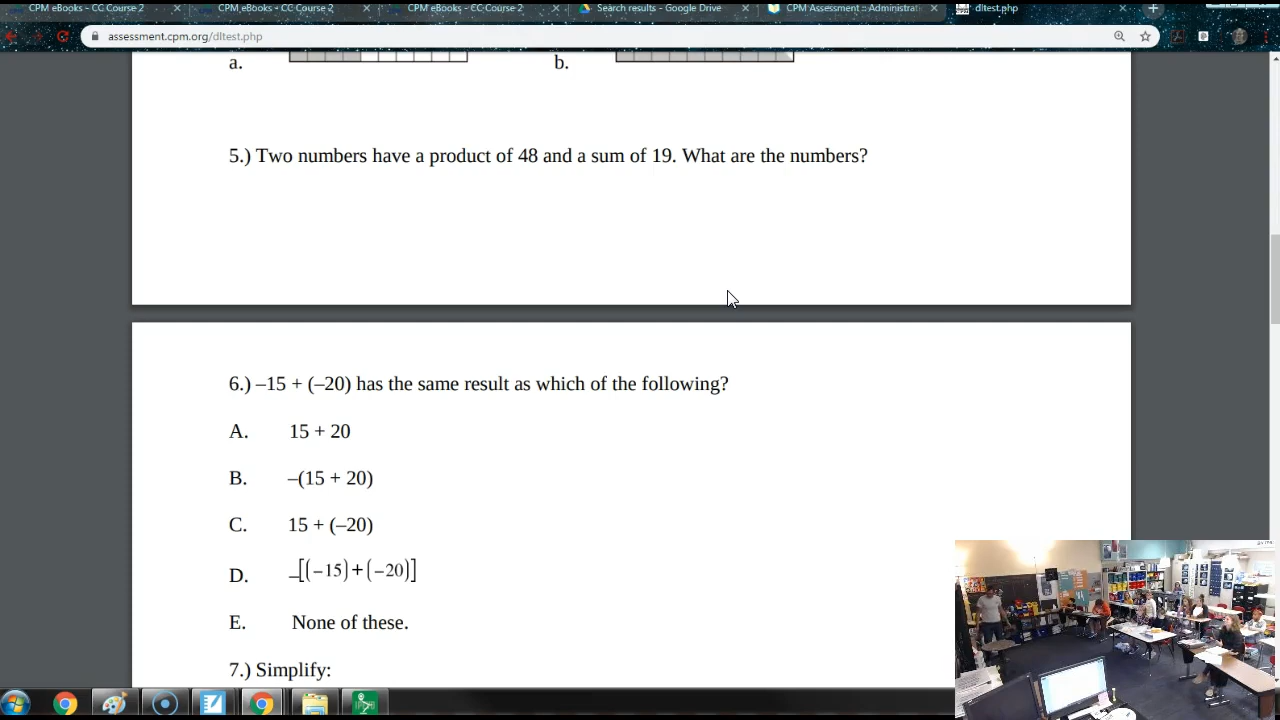 CPM eBooks - CC Course 2
CPM eBooks - CC Course 2
CPM eBooks - CC Course 2
Search results - Google Drive
CPM Assessment :: Administrati
dltest.php
assessment.cpm.org/dltest.php
a. b.
5.) Two numbers have a product of 48 and a sum of 19. What are the numbers?
6.) –15 + (–20) has the same result as which of the following?
A. 15 + 20
B. –(15 + 20)
C. 15 + (–20)
D. –[(−15)+(−20)]
E. None of these.
7.) Simplify: